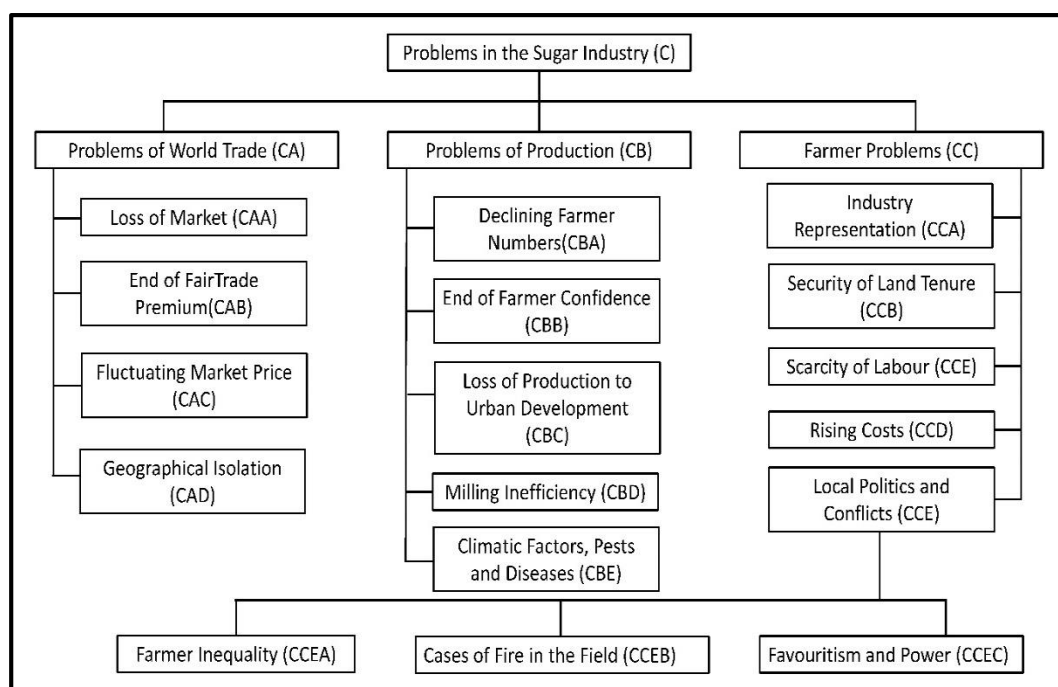 Problems in the Sugar Industry (C)
Problems of World Trade (CA)
Loss of Market (CAA)
End of FairTrade
Premium(CAB)
Fluctuating Market Price
(CAC)
Geographical Isolation
(CAD)
Problems of Production (CB)
Declining Farmer
Numbers(CBA)
End of Farmer Confidence
(CBB)
Loss of Production to
Urban Development
(CBC)
Milling Inefficiency (CBD)
Climatic Factors, Pests
and Diseases (CBE)
Farmer Problems (CC)
Industry
Representation (CCA)
Security of Land Tenure
(CCB)
Scarcity of Labour (CCE)
Rising Costs (CCD)
Local Politics and
Conflicts (CCE)
Farmer Inequality (CCEA)
Cases of Fire in the Field (CCEB)
Favouritism and Power (CCEC)